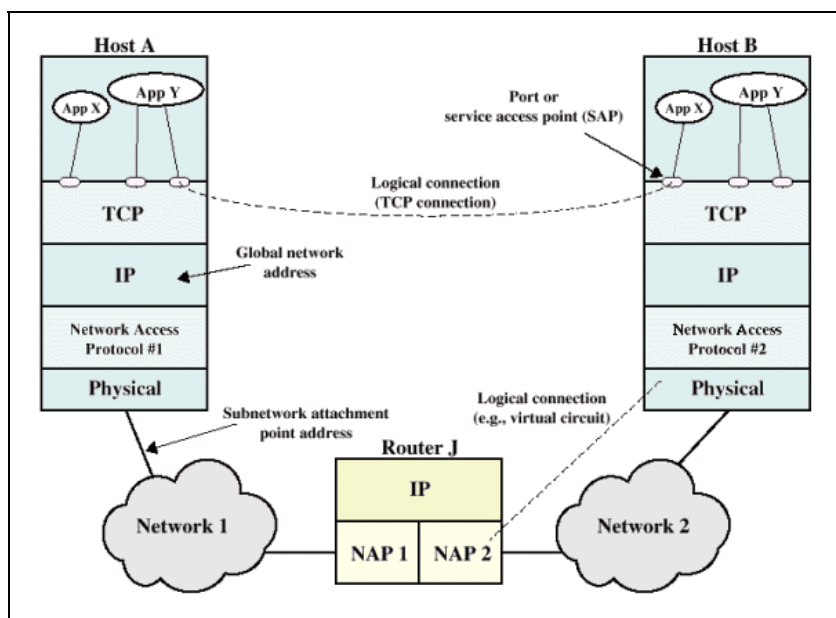 Host A
App X
App Y
TCP
IP
Network Access
Protocol #1
Physical
Host B
App X
App Y
TCP
IP
Network Access
Protocol #2
Physical
Port or
service access point (SAP)
Logical connection
(TCP connection)
Global network
address
Subnetwork attachment
point address
Logical connection
(e.g., virtual circuit)
Router J
IP
NAP 1
NAP 2
Network 1
Network 2